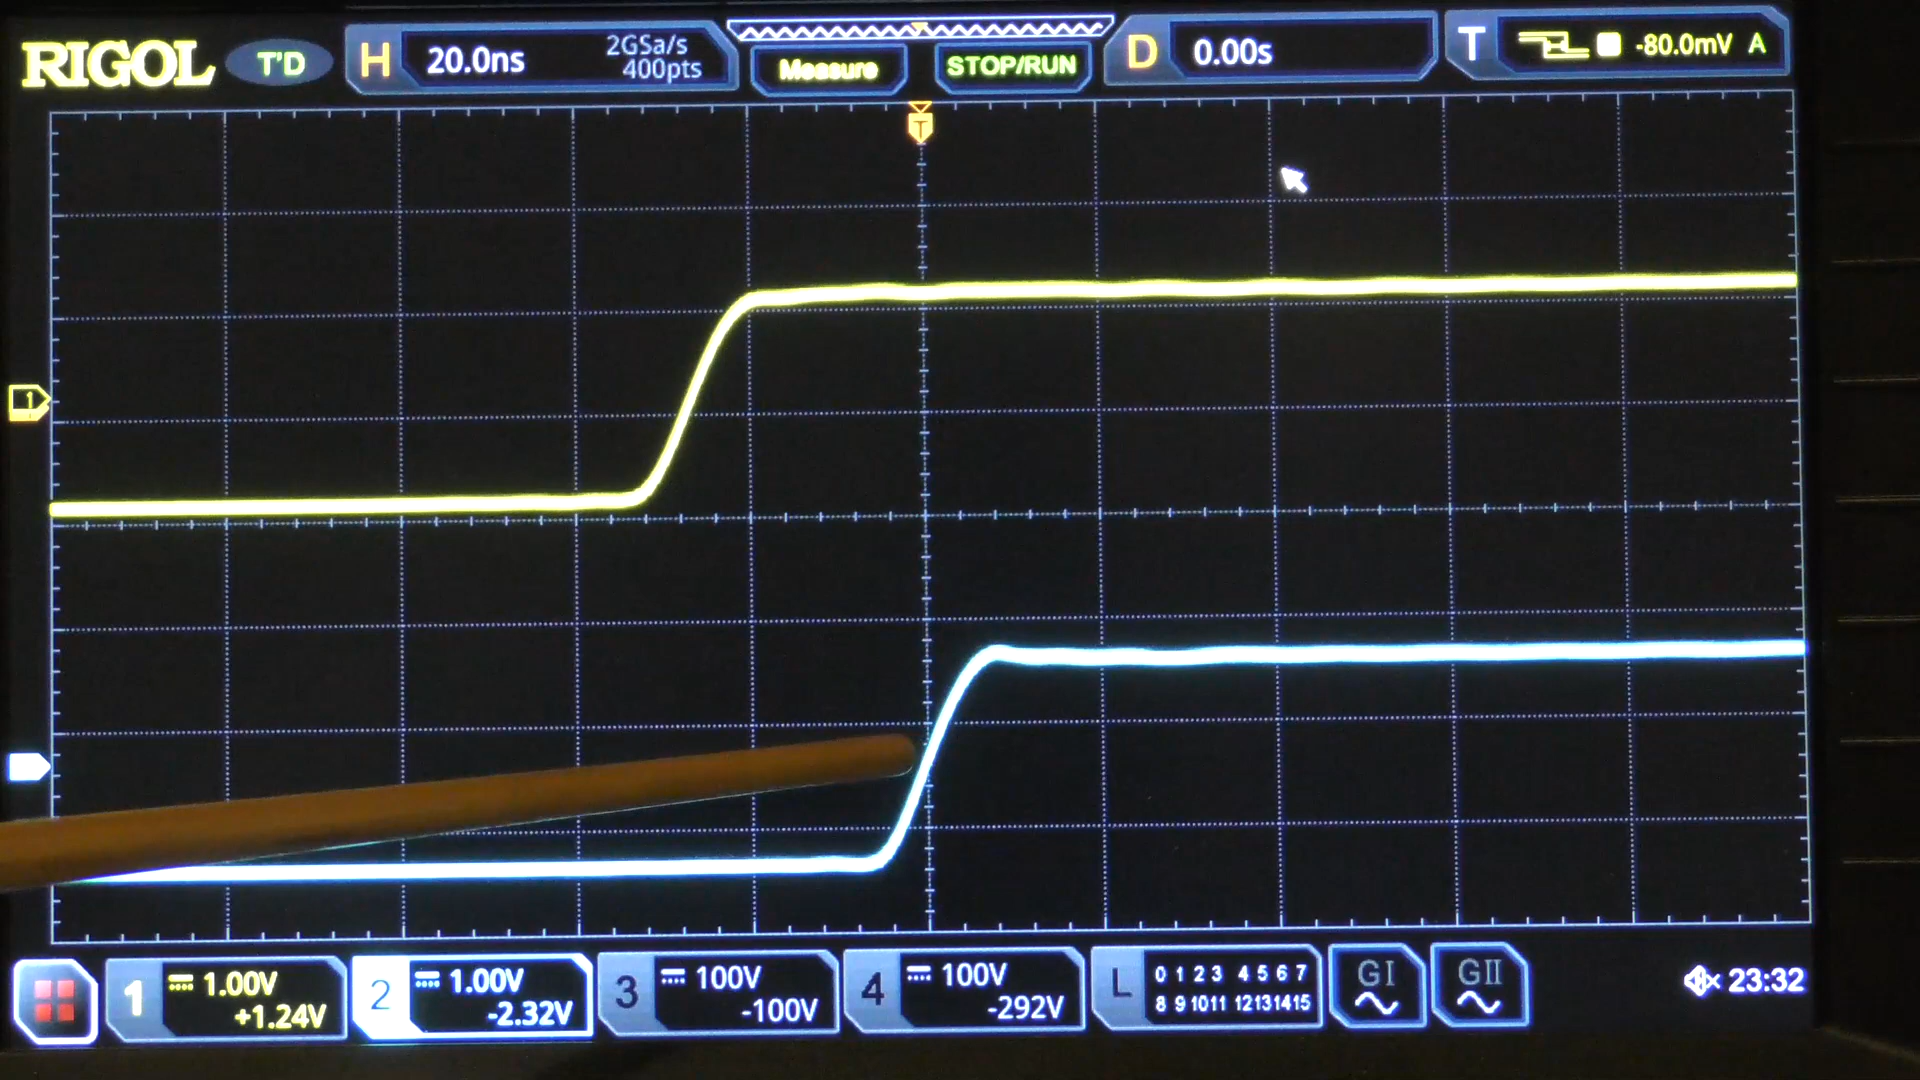 RIGOL T'D H 20.0ns 2GSa/s 400pts Measure STOP/RUN D 0.00s T -80.0mV A
T
1
1 1.00V +1.24V
2 1.00V -2.32V
3 100V -100V
4 100V -292V
L 0 1 2 3 4 5 6 7
8 9 10 11 12 13 14 15
GI
GII
23:32